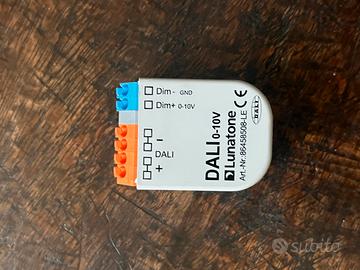 Dim - GND
Dim+ 0-10V
-
DALI
+
DALI 0-10V
Lunatone
Art.-Nr.:86458508-LE
CE
DALI
subito